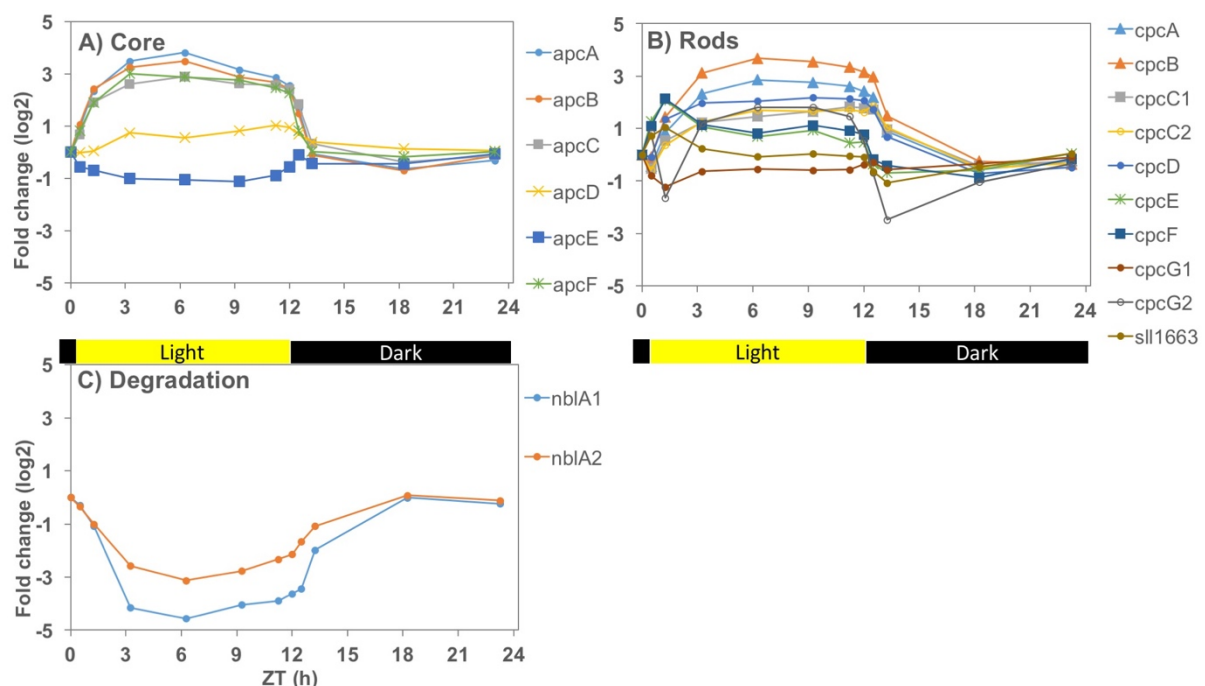 A) Core
Fold change (log2)
5
3
1
-1
-3
-5
0 3 6 9 12 15 18 21 24
apcA
apcB
apcC
apcD
apcE
apcF
B) Rods
Fold change (log2)
5
3
1
-1
-3
-5
0 3 6 9 12 15 18 21 24
cpcA
cpcB
cpcC1
cpcC2
cpcD
cpcE
cpcF
cpcG1
cpcG2
sll1663
Light Dark
Light Dark
C) Degradation
Fold change (log2)
5
3
1
-1
-3
-5
0 3 6 9 12 15 18 21 24
ZT (h)
nblA1
nblA2